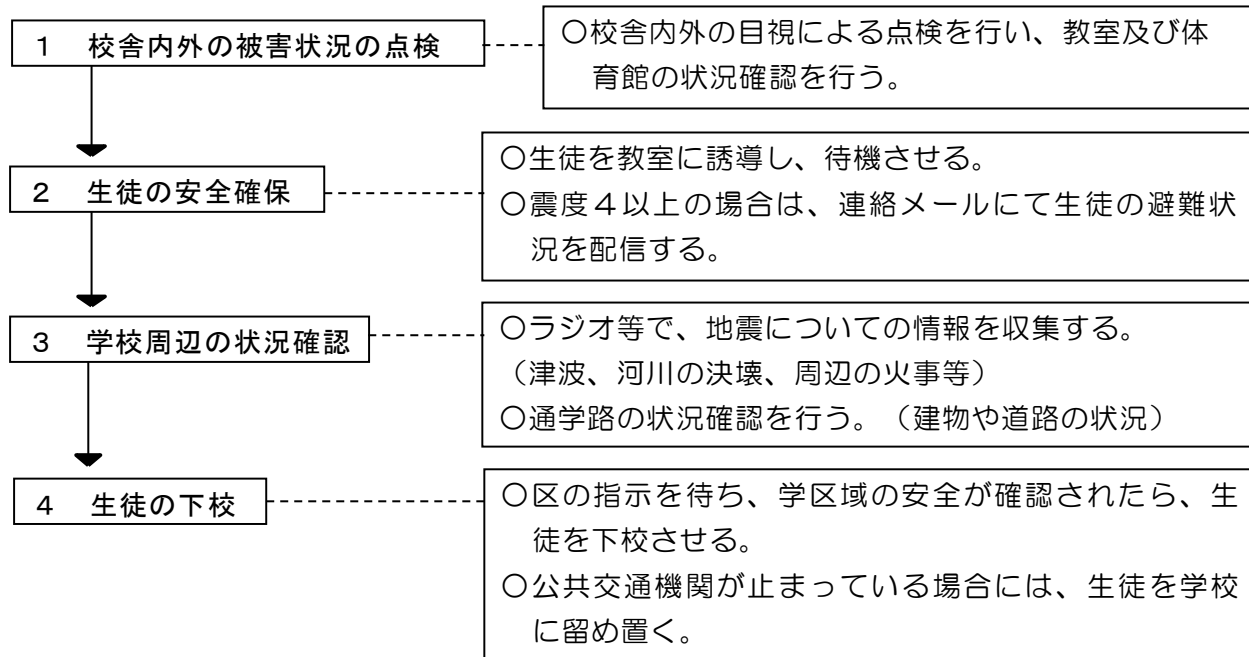 １　校舎内外の被害状況の点検
〇校舎内外の目視による点検を行い、教室及び体
育館の状況確認を行う。
２　生徒の安全確保
〇生徒を教室に誘導し、待機させる。
〇震度４以上の場合は、連絡メールにて生徒の避難状
況を配信する。
３　学校周辺の状況確認
〇ラジオ等で、地震についての情報を収集する。
（津波、河川の決壊、周辺の火事等）
〇通学路の状況確認を行う。（建物や道路の状況）
４　生徒の下校
〇区の指示を待ち、学区域の安全が確認されたら、生
徒を下校させる。
〇公共交通機関が止まっている場合には、生徒を学校
に留め置く。